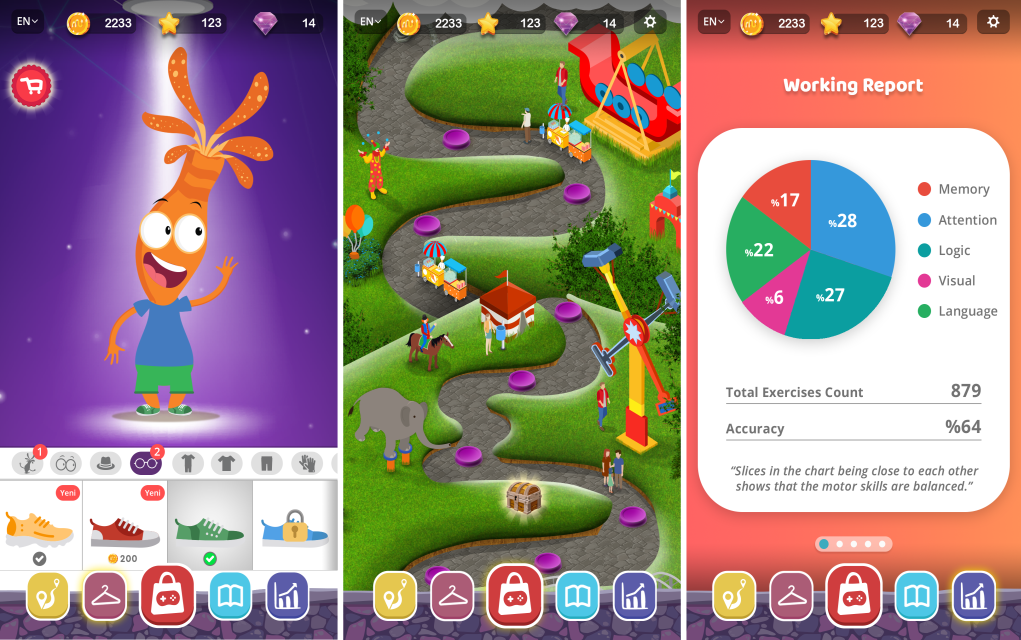 EN
2233
123
14
1
2
Yeni
Yeni
200
EN
2233
123
14
EN
2233
123
14
Working Report
%17
%28
%22
%6
%27
Memory
Attention
Logic
Visual
Language
Total Exercises Count 879
Accuracy %64
“Slices in the chart being close to each other
shows that the motor skills are balanced.”